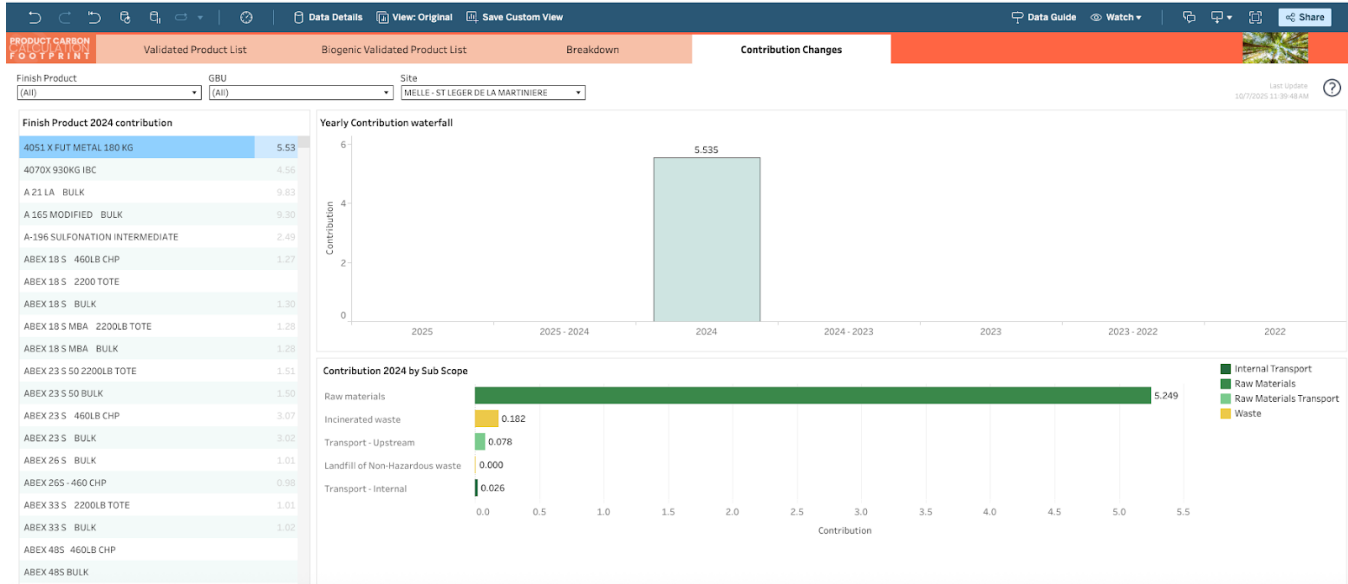 Data Details View: Original Save Custom View Data Guide Watch Share
PRODUCT CARBON
CALCULATION
FOOTPRINT
Validated Product List Biogenic Validated Product List Breakdown Contribution Changes
Finish Product GBU Site
(All) (All) MELLE - ST LEGER DE LA MARTINIERE
Last Update
10/7/2025 11:39:48 AM
?
Finish Product 2024 contribution
4051 X FUT METAL 180 KG 5.53
4070X 930KG IBC 4.56
A 21 LA BULK 9.83
A 165 MODIFIED BULK 9.30
A-196 SULFONATION INTERMEDIATE 2.49
ABEX 18 S 460LB CHP 1.27
ABEX 18 S 2200 TOTE
ABEX 18 S BULK 1.30
ABEX 18 S MBA 2200LB TOTE 1.28
ABEX 18 S MBA BULK 1.28
ABEX 23 S 50 2200LB TOTE 1.51
ABEX 23 S 50 BULK 1.50
ABEX 23 S 460LB CHP 3.07
ABEX 23 S BULK 3.02
ABEX 26 S BULK 1.01
ABEX 26S - 460 CHP 0.98
ABEX 33 S 2200LB TOTE 1.01
ABEX 33 S BULK 1.02
ABEX 48S 460LB CHP
ABEX 48S BULK
Yearly Contribution waterfall
Contribution
6
4
2
0
5.535
2025 2025 - 2024 2024 2024 - 2023 2023 2023 - 2022 2022
Contribution 2024 by Sub Scope
Raw materials 5.249
Incinerated waste 0.182
Transport - Upstream 0.078
Landfill of Non-Hazardous waste 0.000
Transport - Internal 0.026
0.0 0.5 1.0 1.5 2.0 2.5 3.0 3.5 4.0 4.5 5.0 5.5
Contribution
Internal Transport
Raw Materials
Raw Materials Transport
Waste